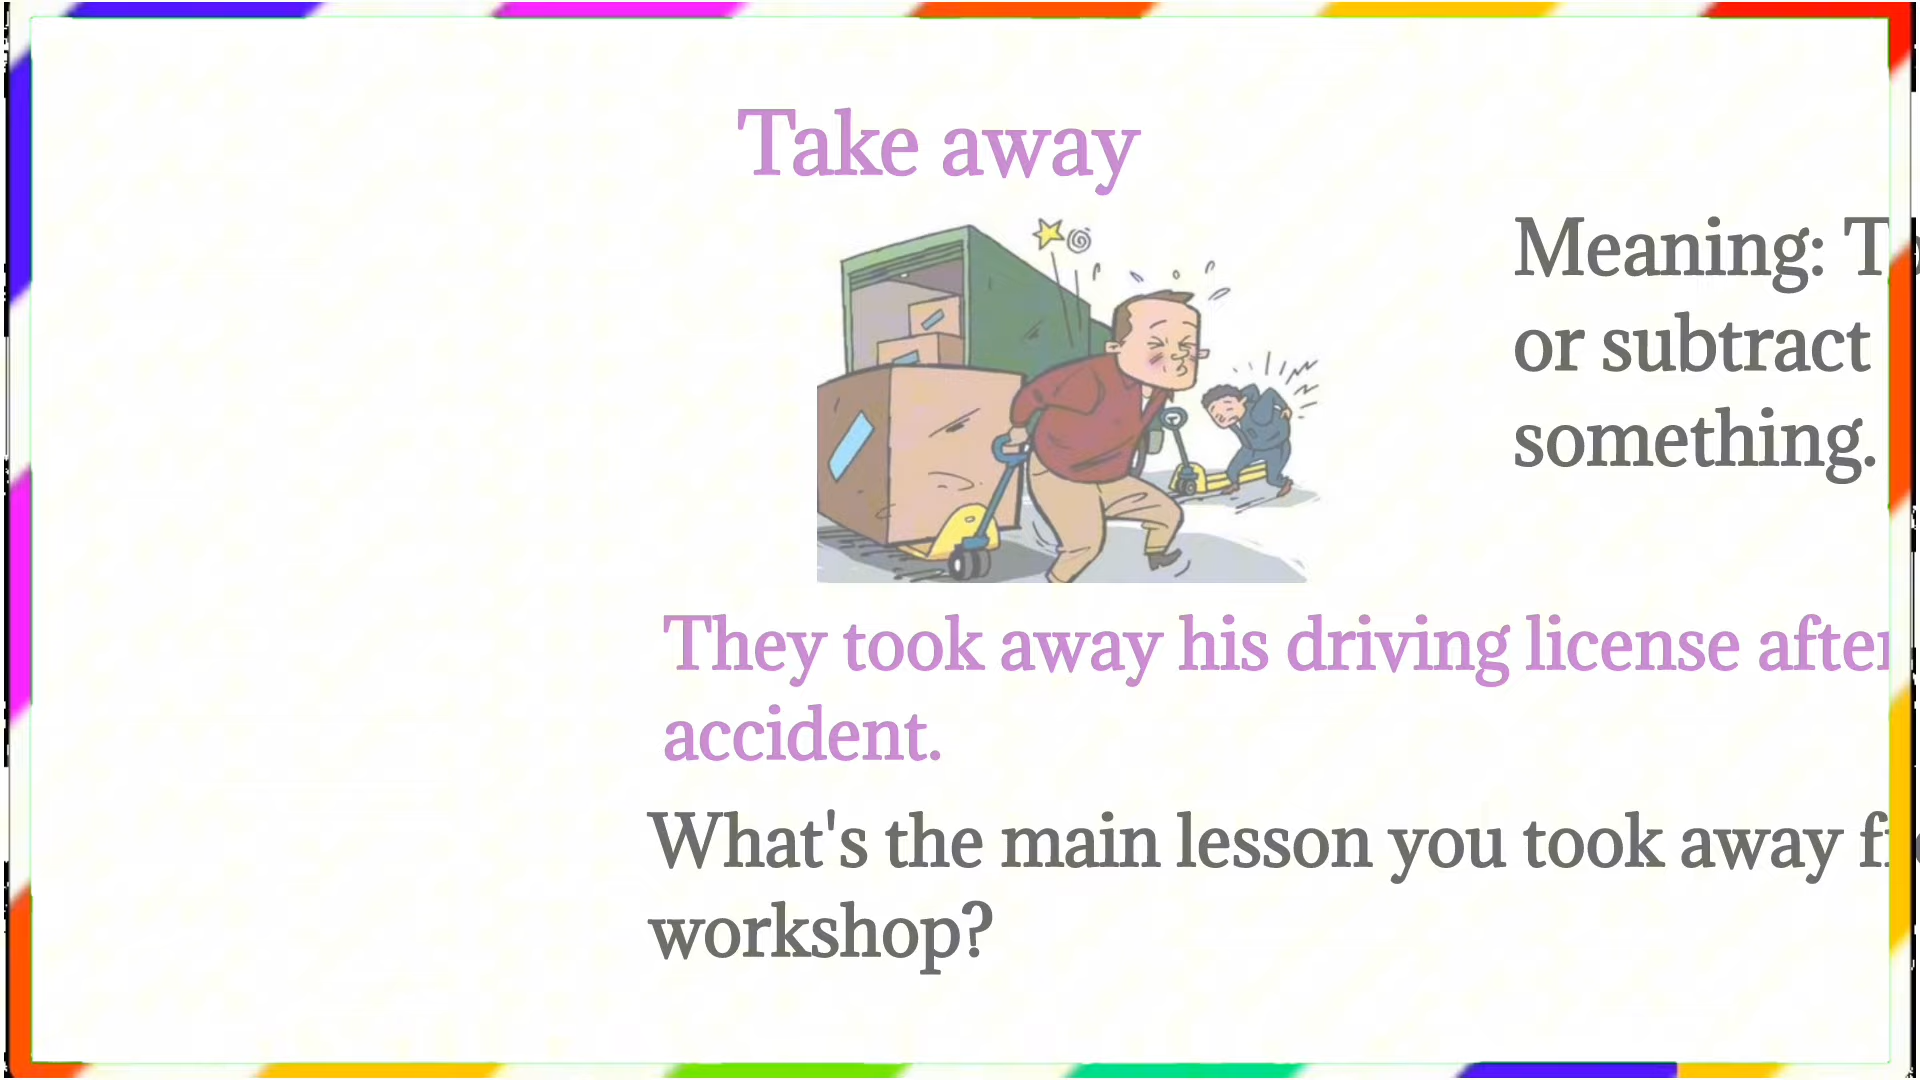 Take away
Meaning: T
or subtract
something.
They took away his driving license after
accident.
What's the main lesson you took away
workshop?